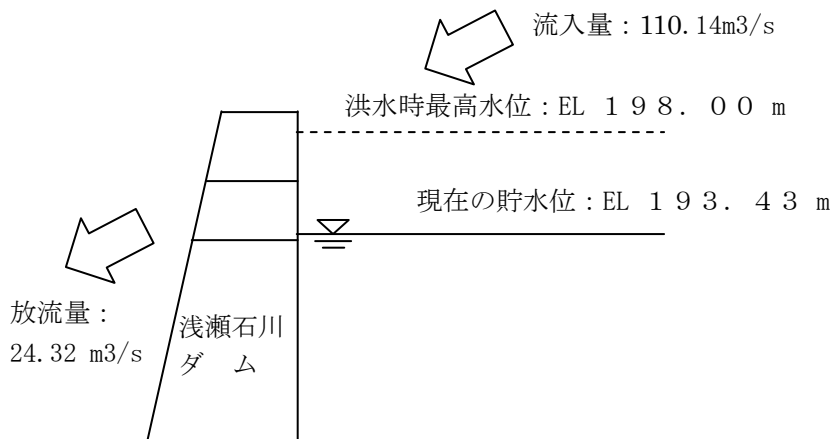 流入量：110.14m3/s
洪水時最高水位：EL １９８．００ m
現在の貯水位：EL １９３．４３ m
放流量：
24.32 m3/s
浅瀬石川
ダ　ム